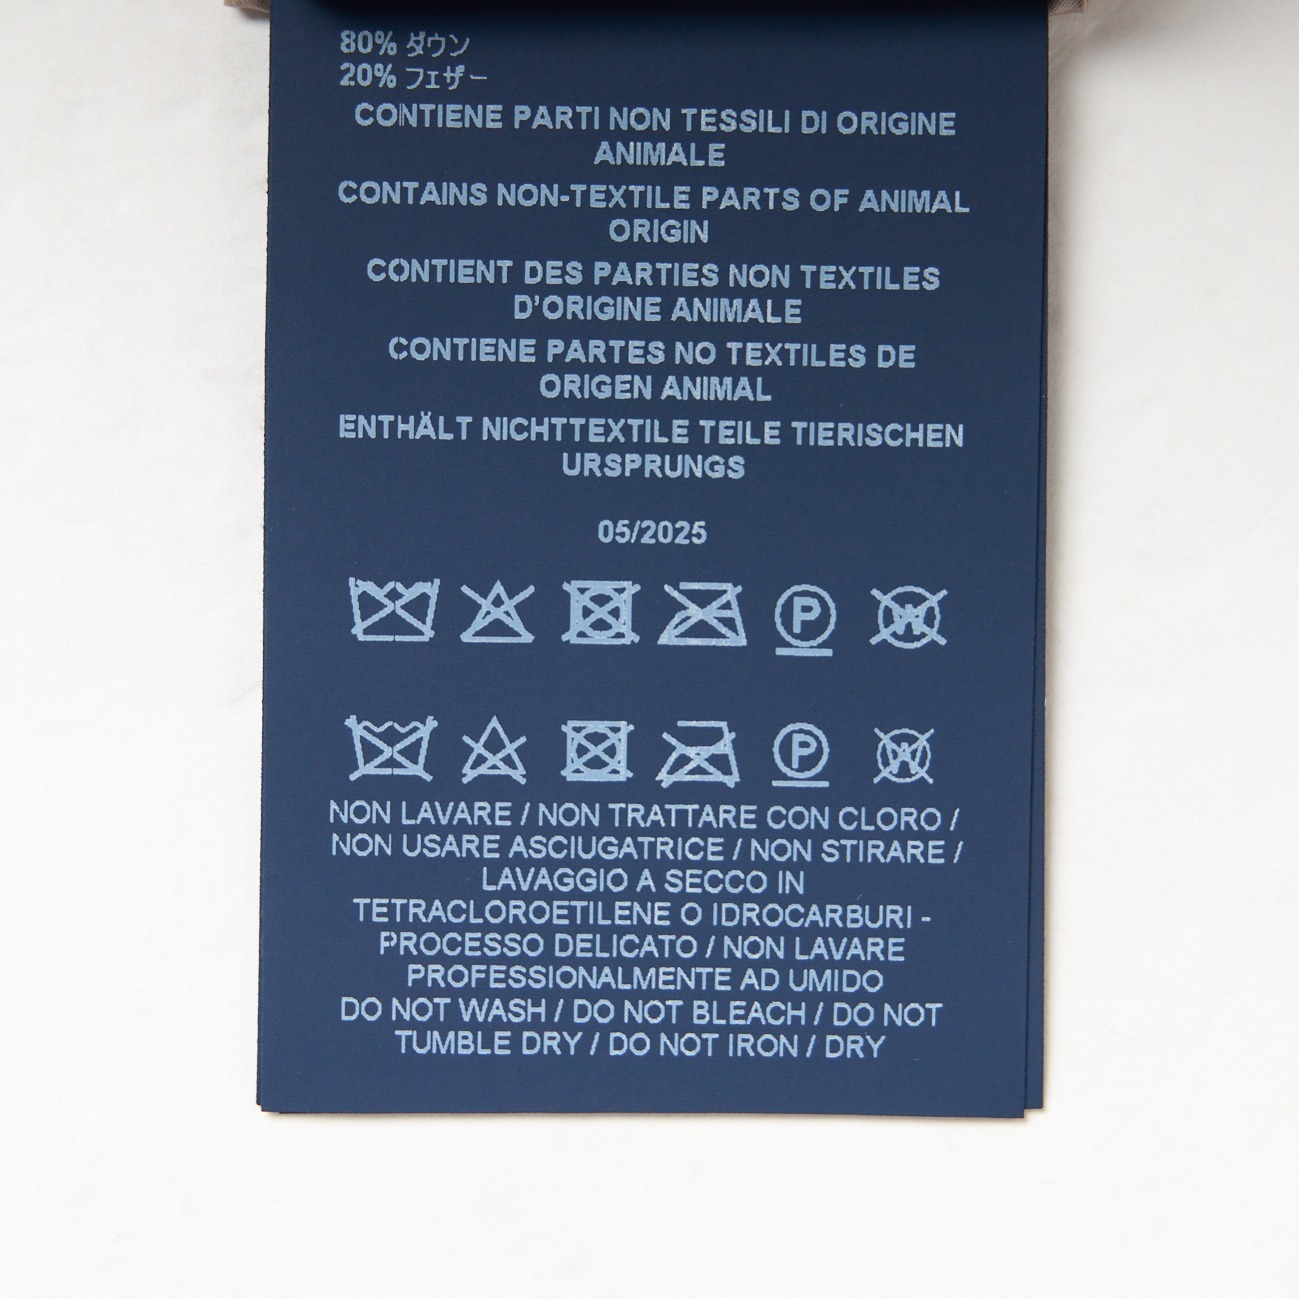 80% ダウン
20% フェザー
CONTIENE PARTI NON TESSILI DI ORIGINE
ANIMALE
CONTAINS NON-TEXTILE PARTS OF ANIMAL
ORIGIN
CONTIENT DES PARTIES NON TEXTILES
D'ORIGINE ANIMALE
CONTIENE PARTES NO TEXTILES DE
ORIGEN ANIMAL
ENTHÄLT NICHTTEXTILE TEILE TIERISCHEN
URSPRUNGS
05/2025
P W
P W
NON LAVARE / NON TRATTARE CON CLORO /
NON USARE ASCIUGATRICE / NON STIRARE /
LAVAGGIO A SECCO IN
TETRACLOROETILENE O IDROCARBURI -
PROCESSO DELICATO / NON LAVARE
PROFESSIONALMENTE AD UMIDO
DO NOT WASH / DO NOT BLEACH / DO NOT
TUMBLE DRY / DO NOT IRON / DRY